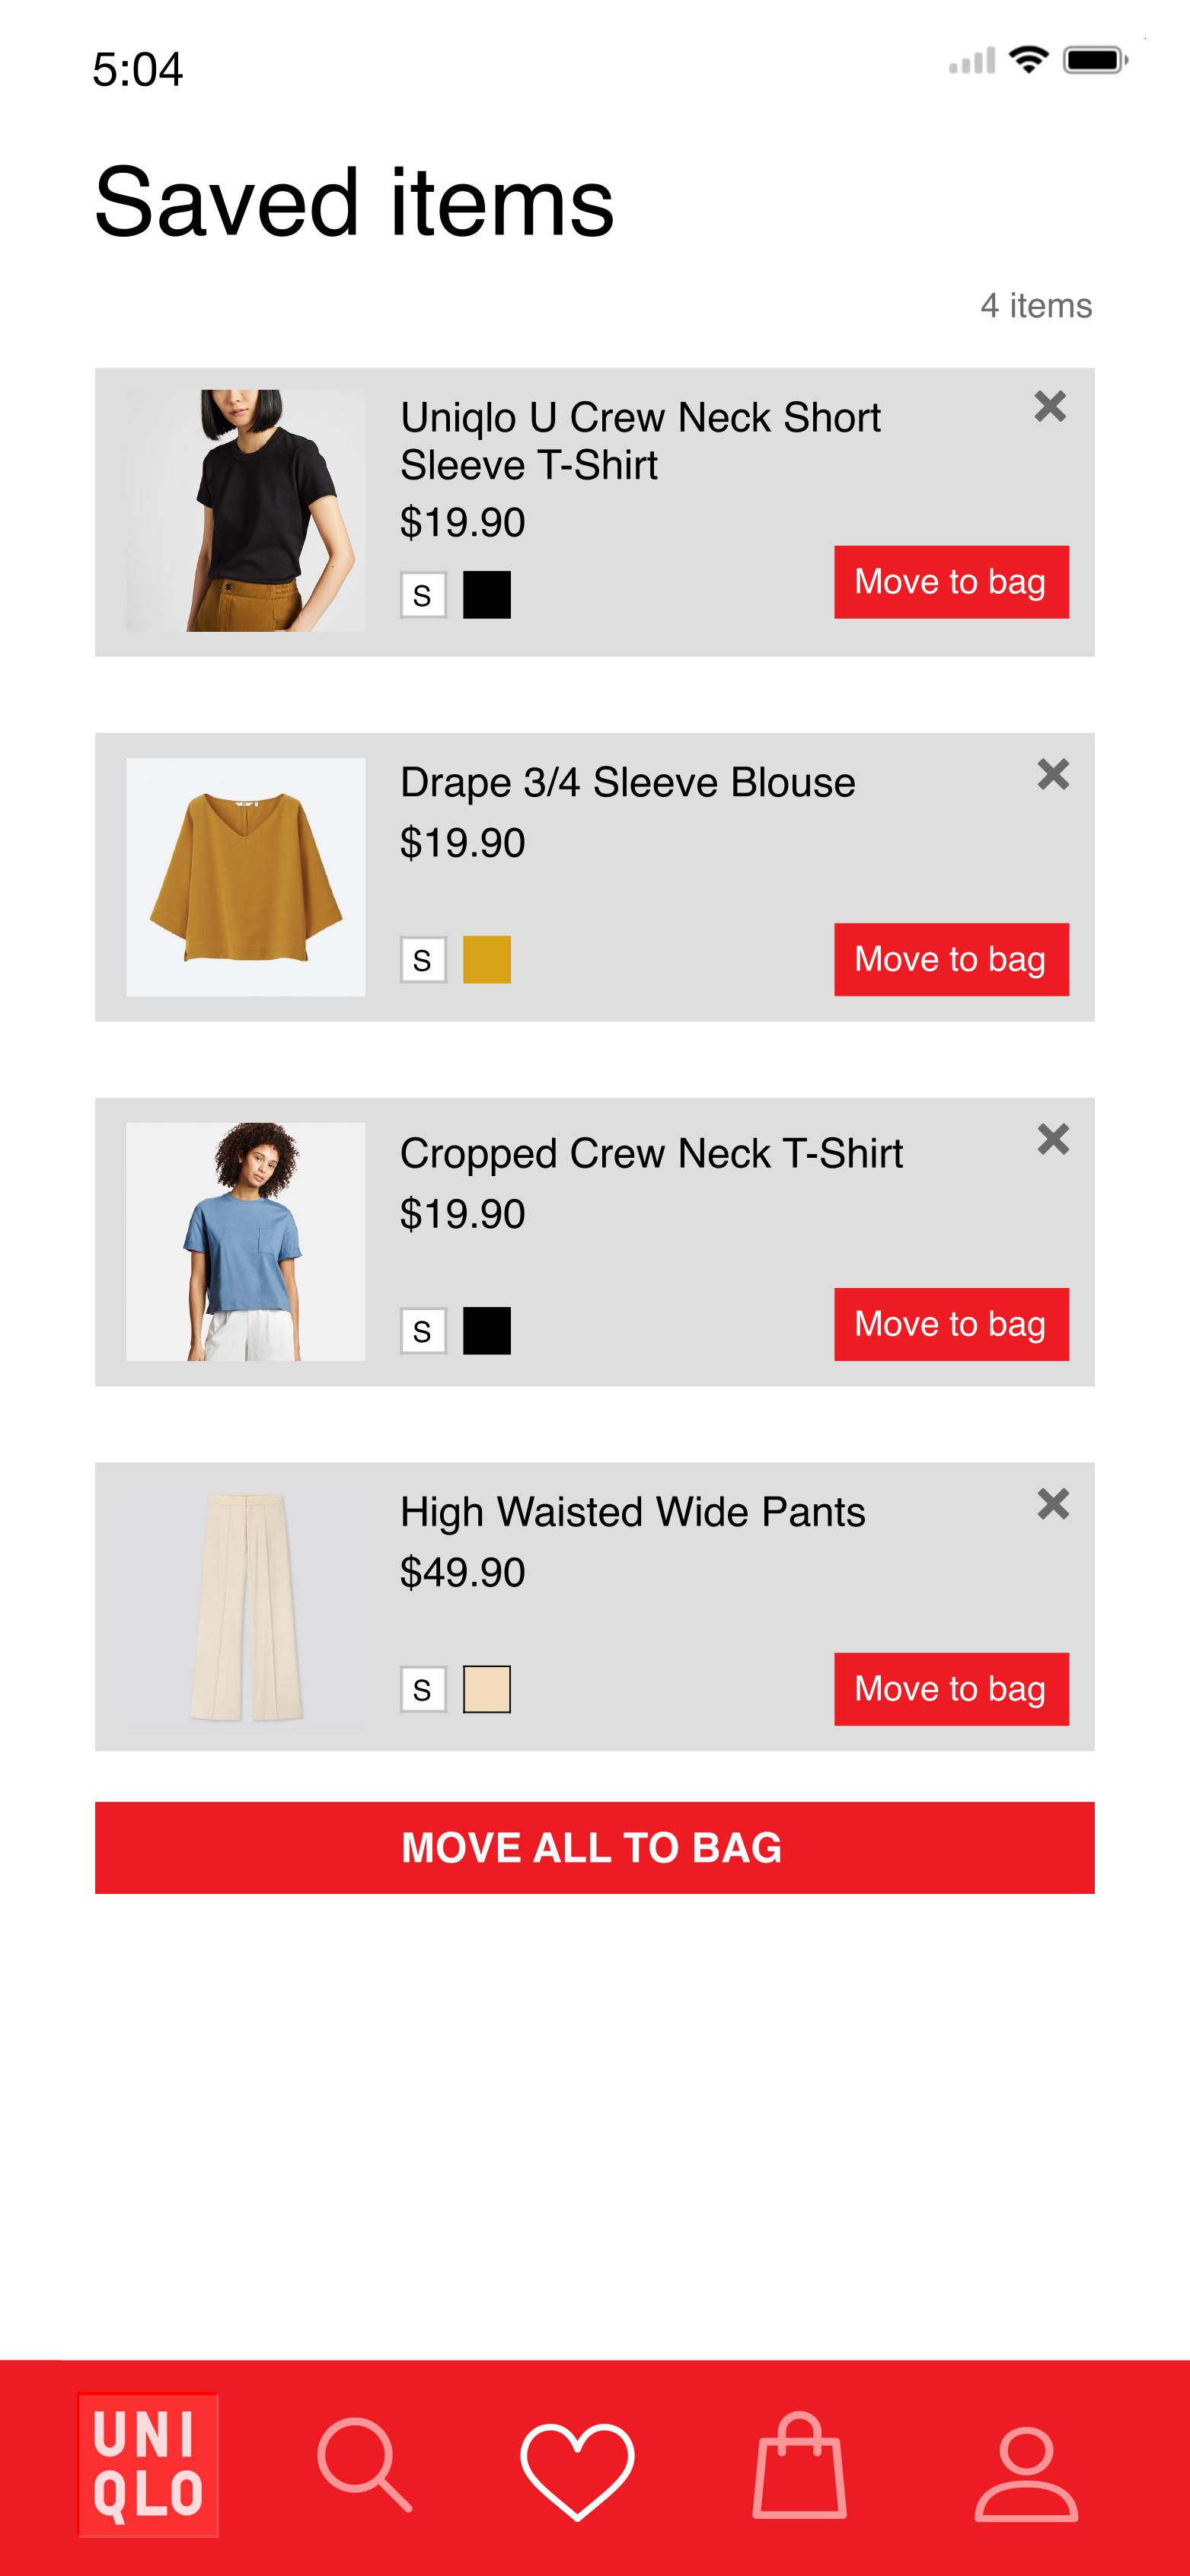 5:04
Saved items
4 items
Uniqlo U Crew Neck Short
Sleeve T-Shirt
$19.90
S
Move to bag
Drape 3/4 Sleeve Blouse
$19.90
S
Move to bag
Cropped Crew Neck T-Shirt
$19.90
S
Move to bag
High Waisted Wide Pants
$49.90
S
Move to bag
MOVE ALL TO BAG
UNI
QLO